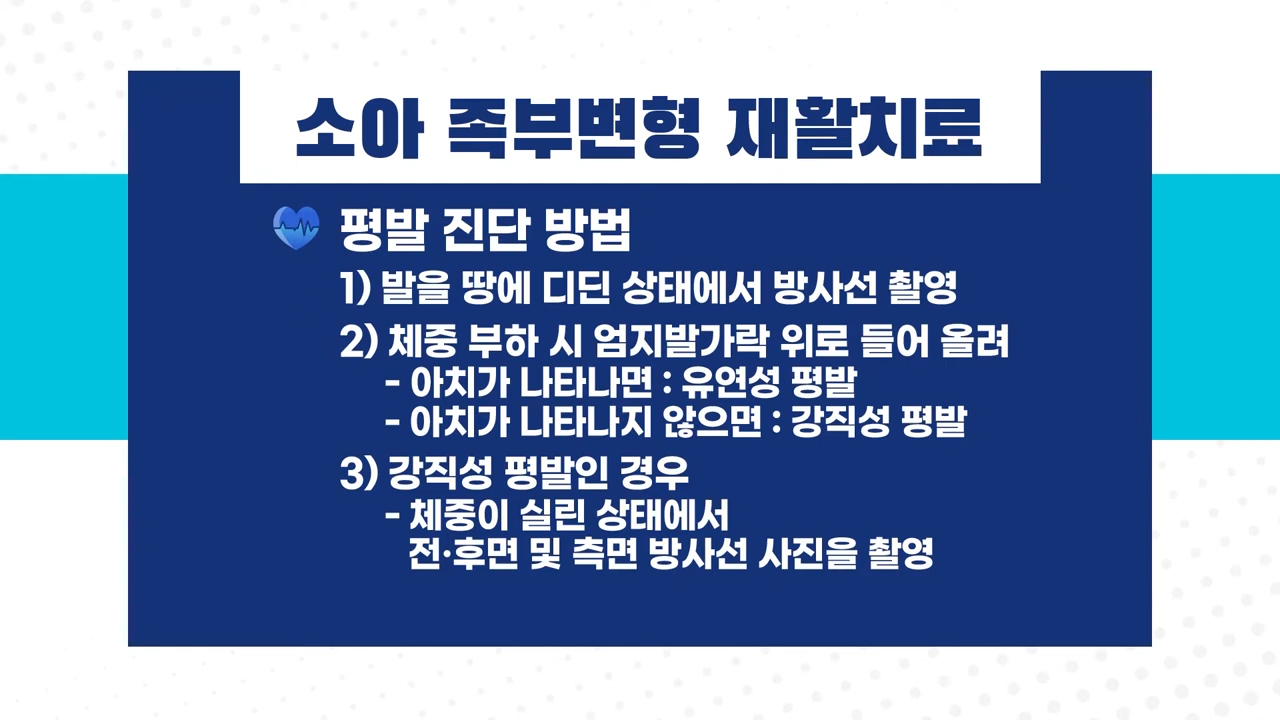 소아 족부변형 재활치료
평발 진단 방법
1) 발을 땅에 디딘 상태에서 방사선 촬영
2) 체중 부하 시 엄지발가락 위로 들어 올려
- 아치가 나타나면 : 유연성 평발
- 아치가 나타나지 않으면 : 강직성 평발
3) 강직성 평발인 경우
- 체중이 실린 상태에서
전·후면 및 측면 방사선 사진을 촬영